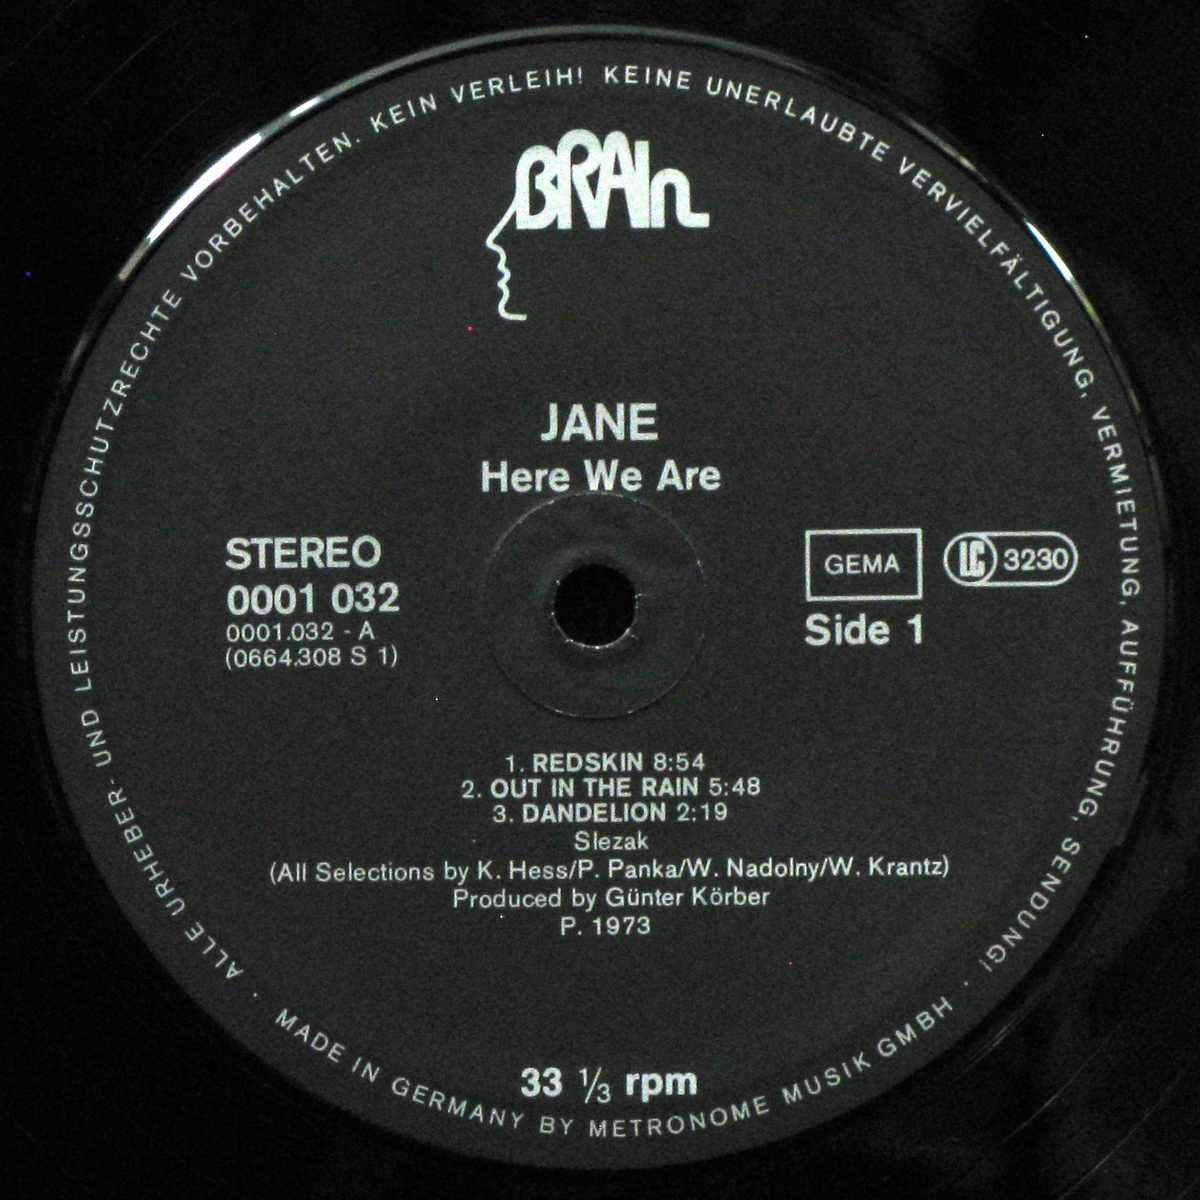 ALLE URHEBER- UND LEISTUNGSSCHUTZRECHTE VORBEHALTEN. KEIN VERLEIH! KEINE UNERLAUBTE VERVIELFÄLTIGUNG, VERMIETUNG, AUFFÜHRUNG, SENDUNG!
BRAIn
JANE
Here We Are
STEREO
0001 032
0001.032 - A
(0664.308 S 1)
GEMA
LC 3230
Side 1
1. REDSKIN 8:54
2. OUT IN THE RAIN 5:48
3. DANDELION 2:19
Slezak
(All Selections by K. Hess/P. Panka/W. Nadolny/W. Krantz)
Produced by Günter Körber
P. 1973
33 ⅓ rpm
· MADE IN GERMANY BY METRONOME MUSIK GMBH ·